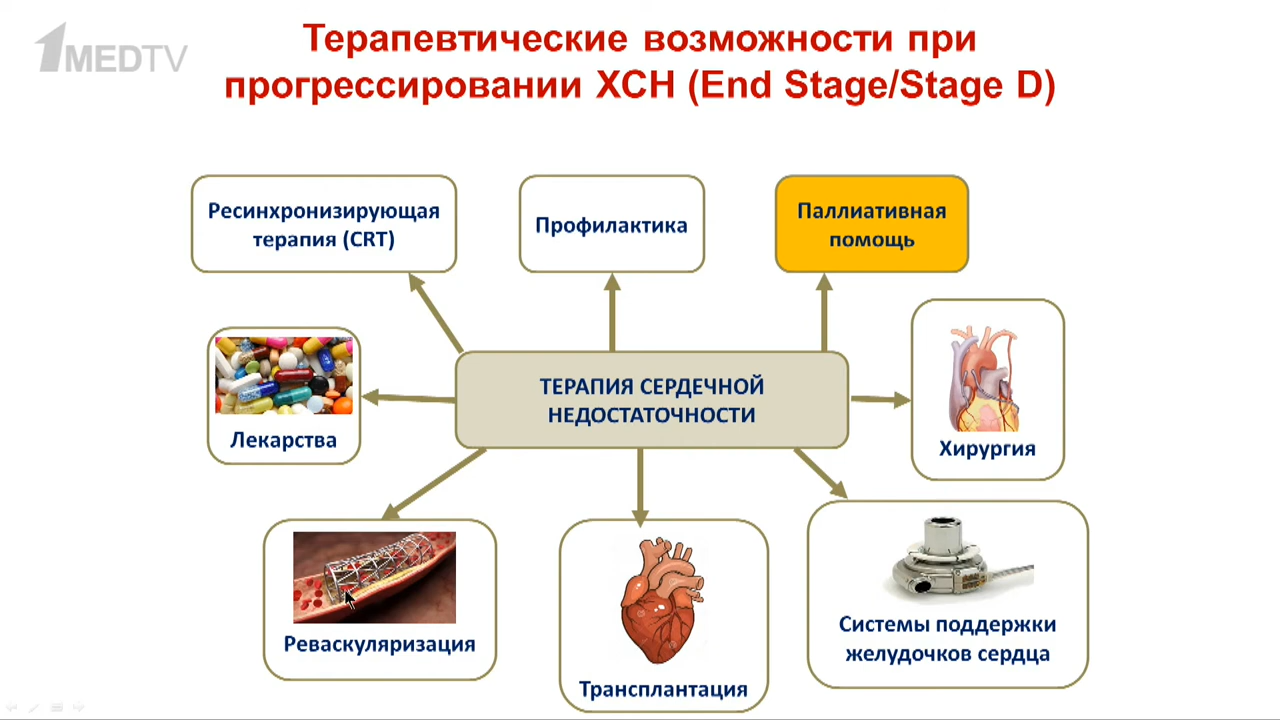 1MEDTV
Терапевтические возможности при
прогрессировании ХСН (End Stage/Stage D)
Ресинхронизирующая
терапия (CRT)
Профилактика
Паллиативная
помощь
ТЕРАПИЯ СЕРДЕЧНОЙ
НЕДОСТАТОЧНОСТИ
Лекарства
Хирургия
Реваскуляризация
Трансплантация
Системы поддержки
желудочков сердца